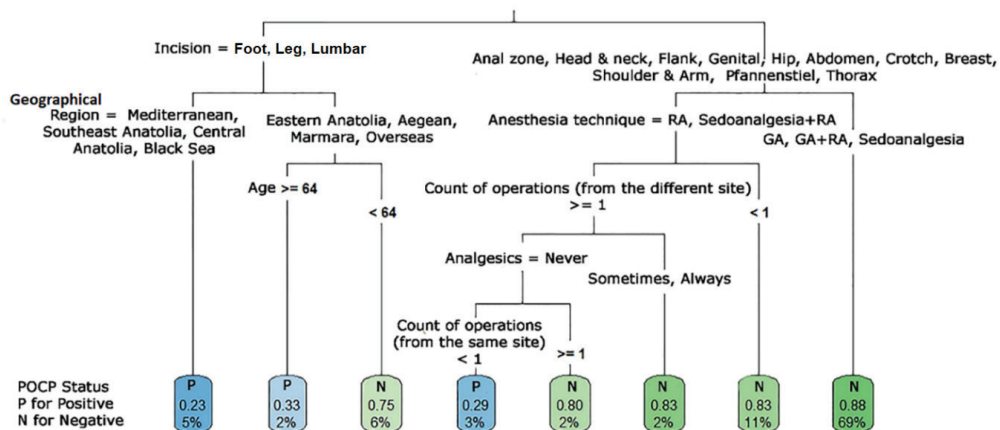 Incision = Foot, Leg, Lumbar
Anal zone, Head & neck, Flank, Genital, Hip, Abdomen, Crotch, Breast,
Shoulder & Arm, Pfannenstiel, Thorax
Geographical
Region = Mediterranean,
Southeast Anatolia, Central
Anatolia, Black Sea
Eastern Anatolia, Aegean,
Marmara, Overseas
Anesthesia technique = RA, Sedoanalgesia+RA
GA, GA+RA, Sedoanalgesia
Age >= 64
< 64
Count of operations (from the different site)
>= 1
< 1
Analgesics = Never
Sometimes, Always
Count of operations
(from the same site)
< 1
>= 1
POCP Status
P for Positive
N for Negative
P
0.23
5%
P
0.33
2%
N
0.75
6%
P
0.29
3%
N
0.80
2%
N
0.83
2%
N
0.83
11%
N
0.88
69%